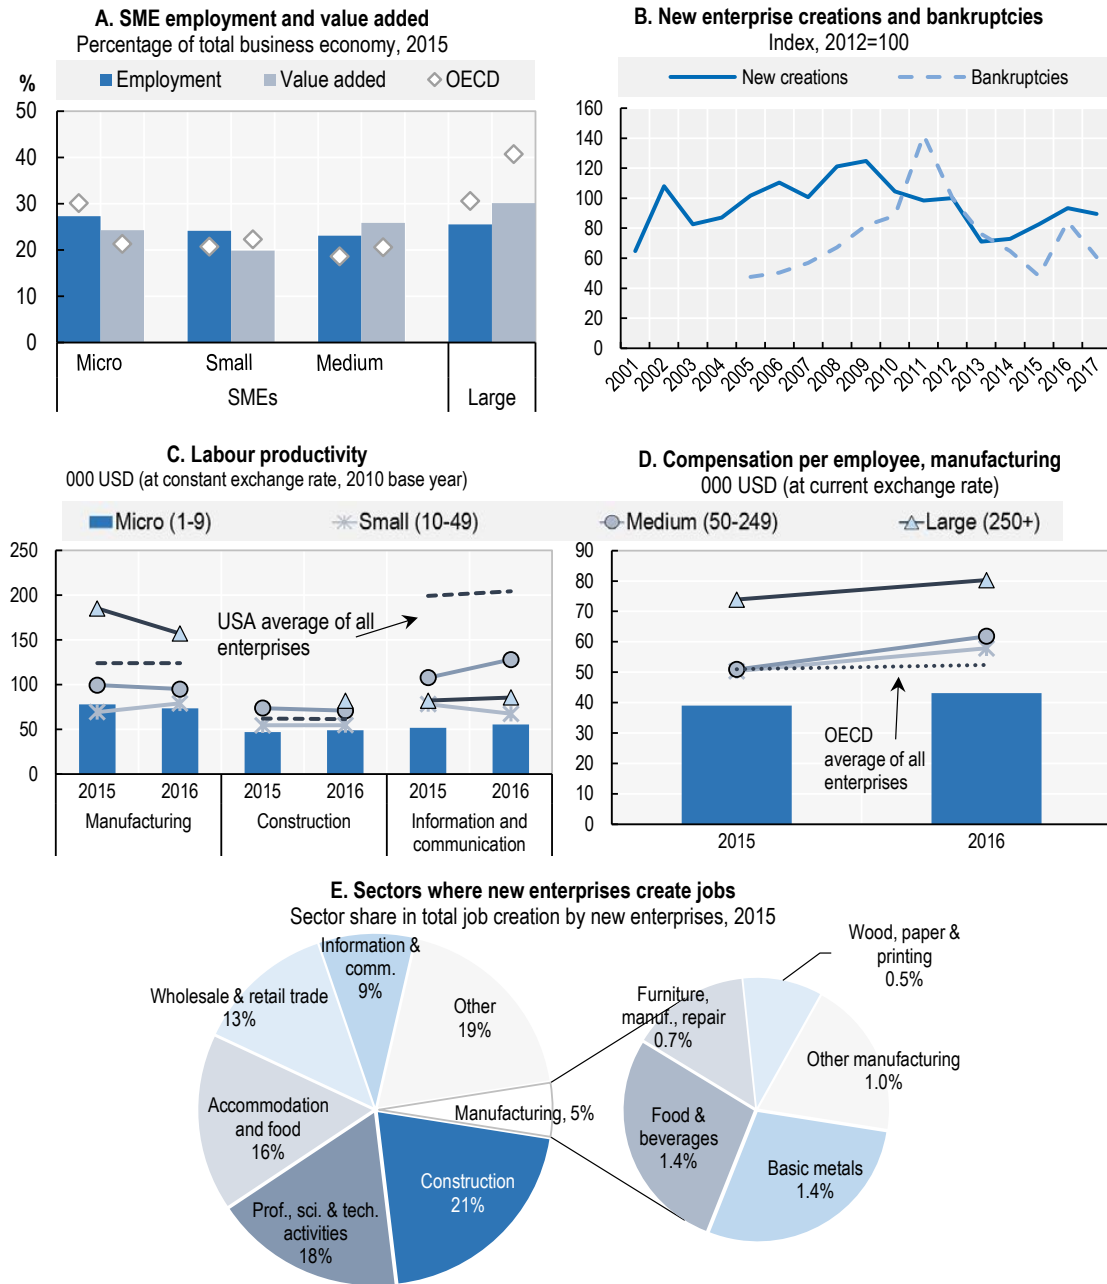 A. SME employment and value added
Percentage of total business economy, 2015
%
Employment
Value added
OECD
50
40
30
20
10
0
Micro
Small
Medium
SMEs
Large
B. New enterprise creations and bankruptcies
Index, 2012=100
New creations
Bankruptcies
160
140
120
100
80
60
40
20
0
2001
2002
2003
2004
2005
2006
2007
2008
2009
2010
2011
2012
2013
2014
2015
2016
2017
C. Labour productivity
000 USD (at constant exchange rate, 2010 base year)
D. Compensation per employee, manufacturing
000 USD (at current exchange rate)
Micro (1-9)
Small (10-49)
Medium (50-249)
Large (250+)
250
200
150
100
50
0
USA average of all
enterprises
2015
2016
2015
2016
2015
2016
Manufacturing
Construction
Information and
communication
90
80
70
60
50
40
30
20
10
0
OECD
average of all
enterprises
2015
2016
E. Sectors where new enterprises create jobs
Sector share in total job creation by new enterprises, 2015
Information &
comm.
9%
Other
19%
Wholesale & retail trade
13%
Accommodation
and food
16%
Prof., sci. & tech.
activities
18%
Construction
21%
Manufacturing, 5%
Wood, paper &
printing
0.5%
Furniture,
manuf., repair
0.7%
Other manufacturing
1.0%
Food &
beverages
1.4%
Basic metals
1.4%